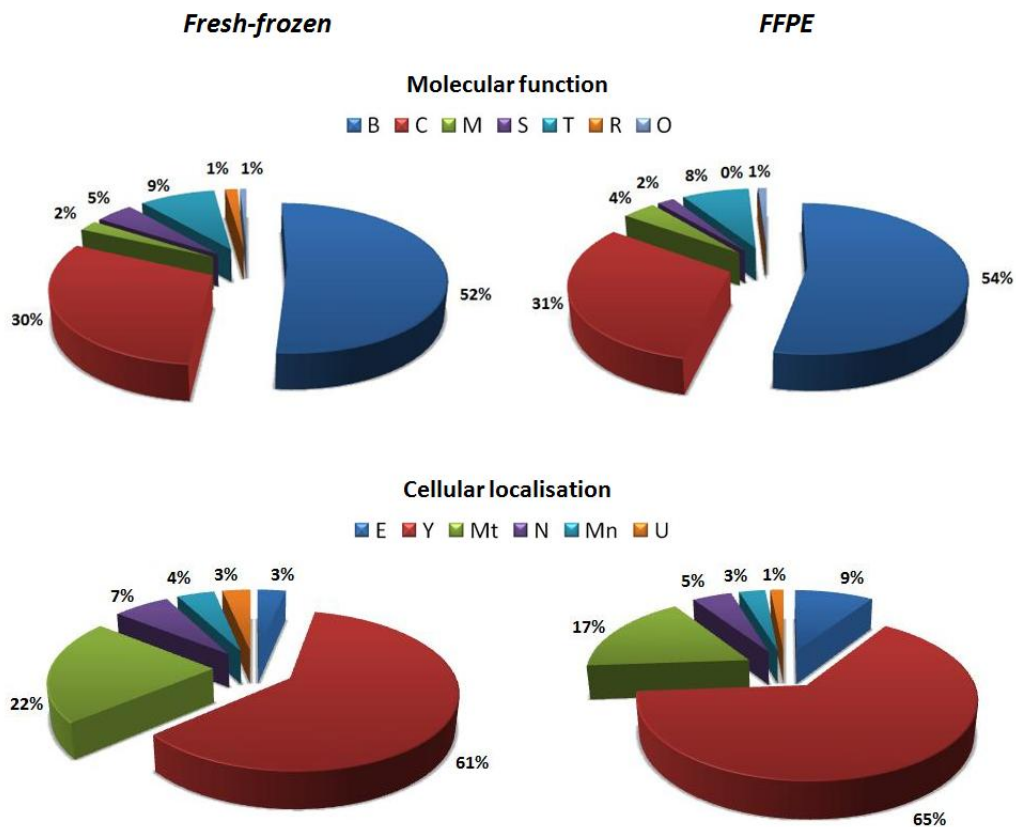 Fresh-frozen FFPE
Molecular function
B C M S T R O
1% 1% 0% 1%
9% 8%
5% 2%
2% 4%
52% 54%
30% 31%
Cellular localisation
E Y Mt N Mn U
4% 3% 3% 3% 1% 9%
7% 5%
17%
22%
61%
65%